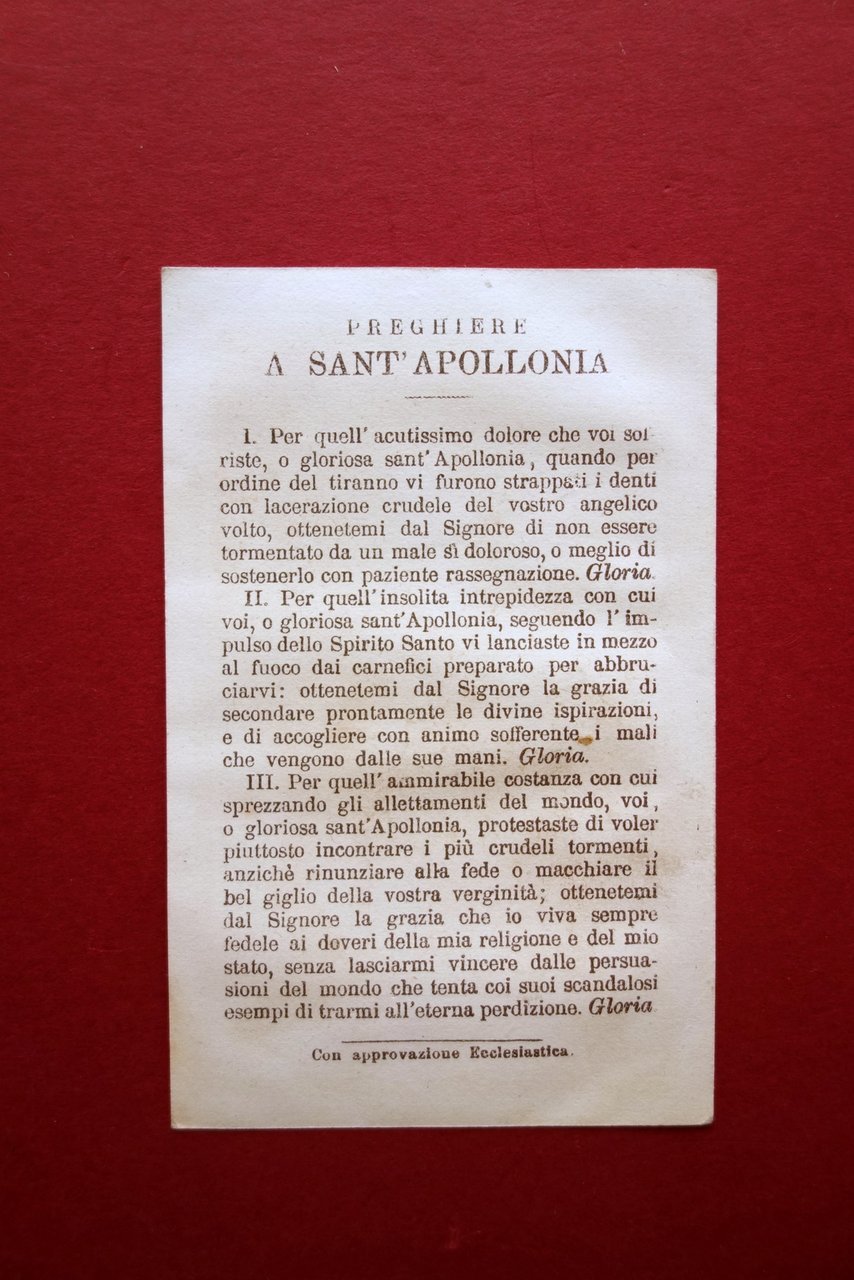 PREGHIERE
A SANT'APOLLONIA
I. Per quell' acutissimo dolore che voi sof-
friste, o gloriosa sant'Apollonia, quando per
ordine del tiranno vi furono strappati i denti
con lacerazione crudele del vostro angelico
volto, ottenetemi dal Signore di non essere
tormentato da un male sì doloroso, o meglio di
sostenerlo con paziente rassegnazione. Gloria.
II. Per quell'insolita intrepidezza con cui
voi, o gloriosa sant'Apollonia, seguendo l'im-
pulso dello Spirito Santo vi lanciaste in mezzo
al fuoco dai carnefici preparato per abbru-
ciarvi: ottenetemi dal Signore la grazia di
secondare prontamente le divine ispirazioni,
e di accogliere con animo sofferente i mali
che vengono dalle sue mani. Gloria.
III. Per quell' ammirabile costanza con cui
sprezzando gli allettamenti del mondo, voi,
o gloriosa sant'Apollonia, protestaste di voler
piuttosto incontrare i più crudeli tormenti,
anzichè rinunziare alla fede o macchiare il
bel giglio della vostra verginità; ottenetemi
dal Signore la grazia che io viva sempre
fedele ai doveri della mia religione e del mio
stato, senza lasciarmi vincere dalle persua-
sioni del mondo che tenta coi suoi scandalosi
esempi di trarmi all'eterna perdizione. Gloria
Con approvazione Ecclesiastica.